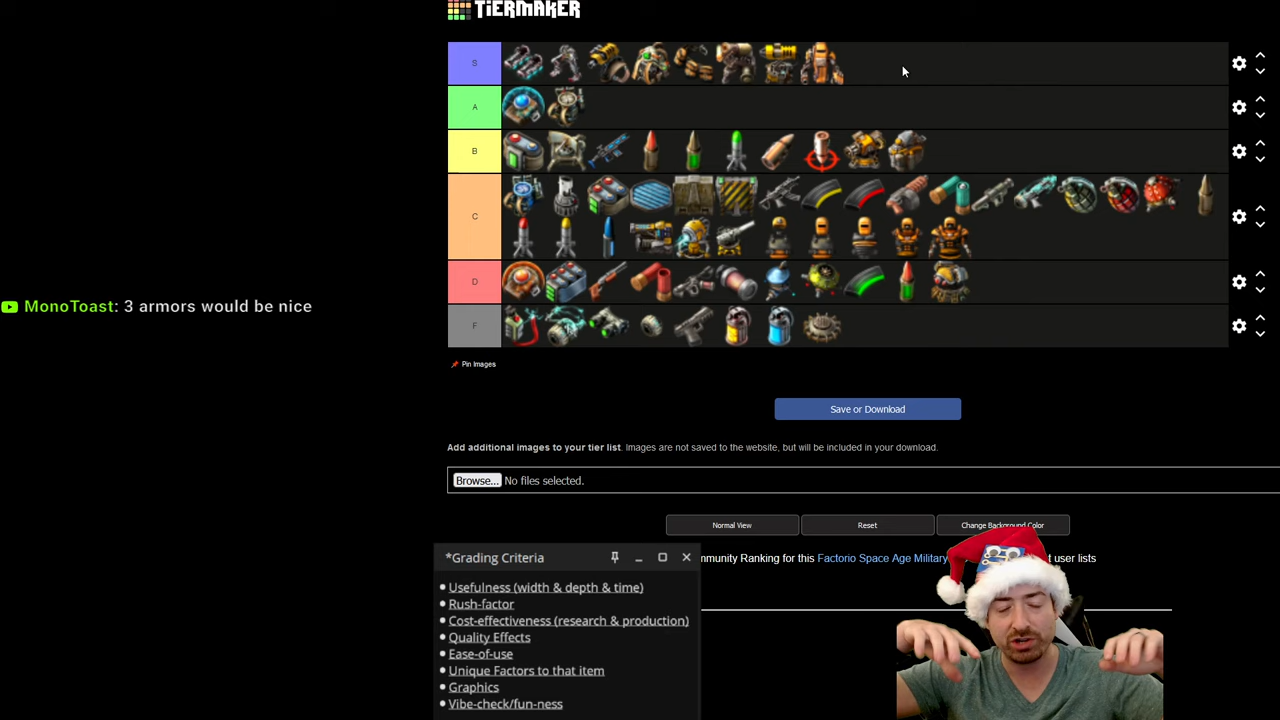 TiERMAKER
S
A
B
C
D
F
MonoToast: 3 armors would be nice
Pin Images
Save or Download
Add additional images to your tier list. Images are not saved to the website, but will be included in your download.
Browse... No files selected.
Normal View
Reset
Change Background Color
*Grading Criteria
mmunity Ranking for this Factorio Space Age Military
t user lists
Usefulness (width & depth & time)
Rush-factor
Cost-effectiveness (research & production)
Quality Effects
Ease-of-use
Unique Factors to that item
Graphics
Vibe-check/fun-ness